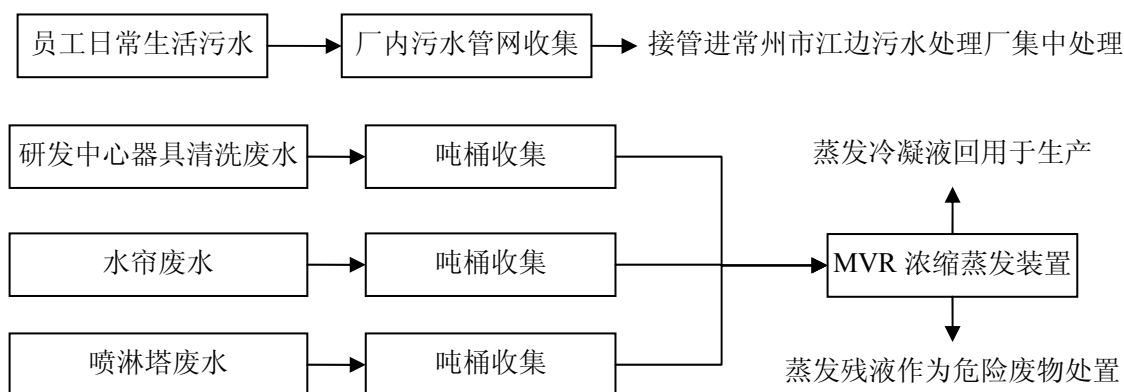 员工日常生活污水
厂内污水管网收集
接管进常州市江边污水处理厂集中处理
研发中心器具清洗废水
吨桶收集
蒸发冷凝液回用于生产
水帘废水
吨桶收集
MVR 浓缩蒸发装置
喷淋塔废水
吨桶收集
蒸发残液作为危险废物处置